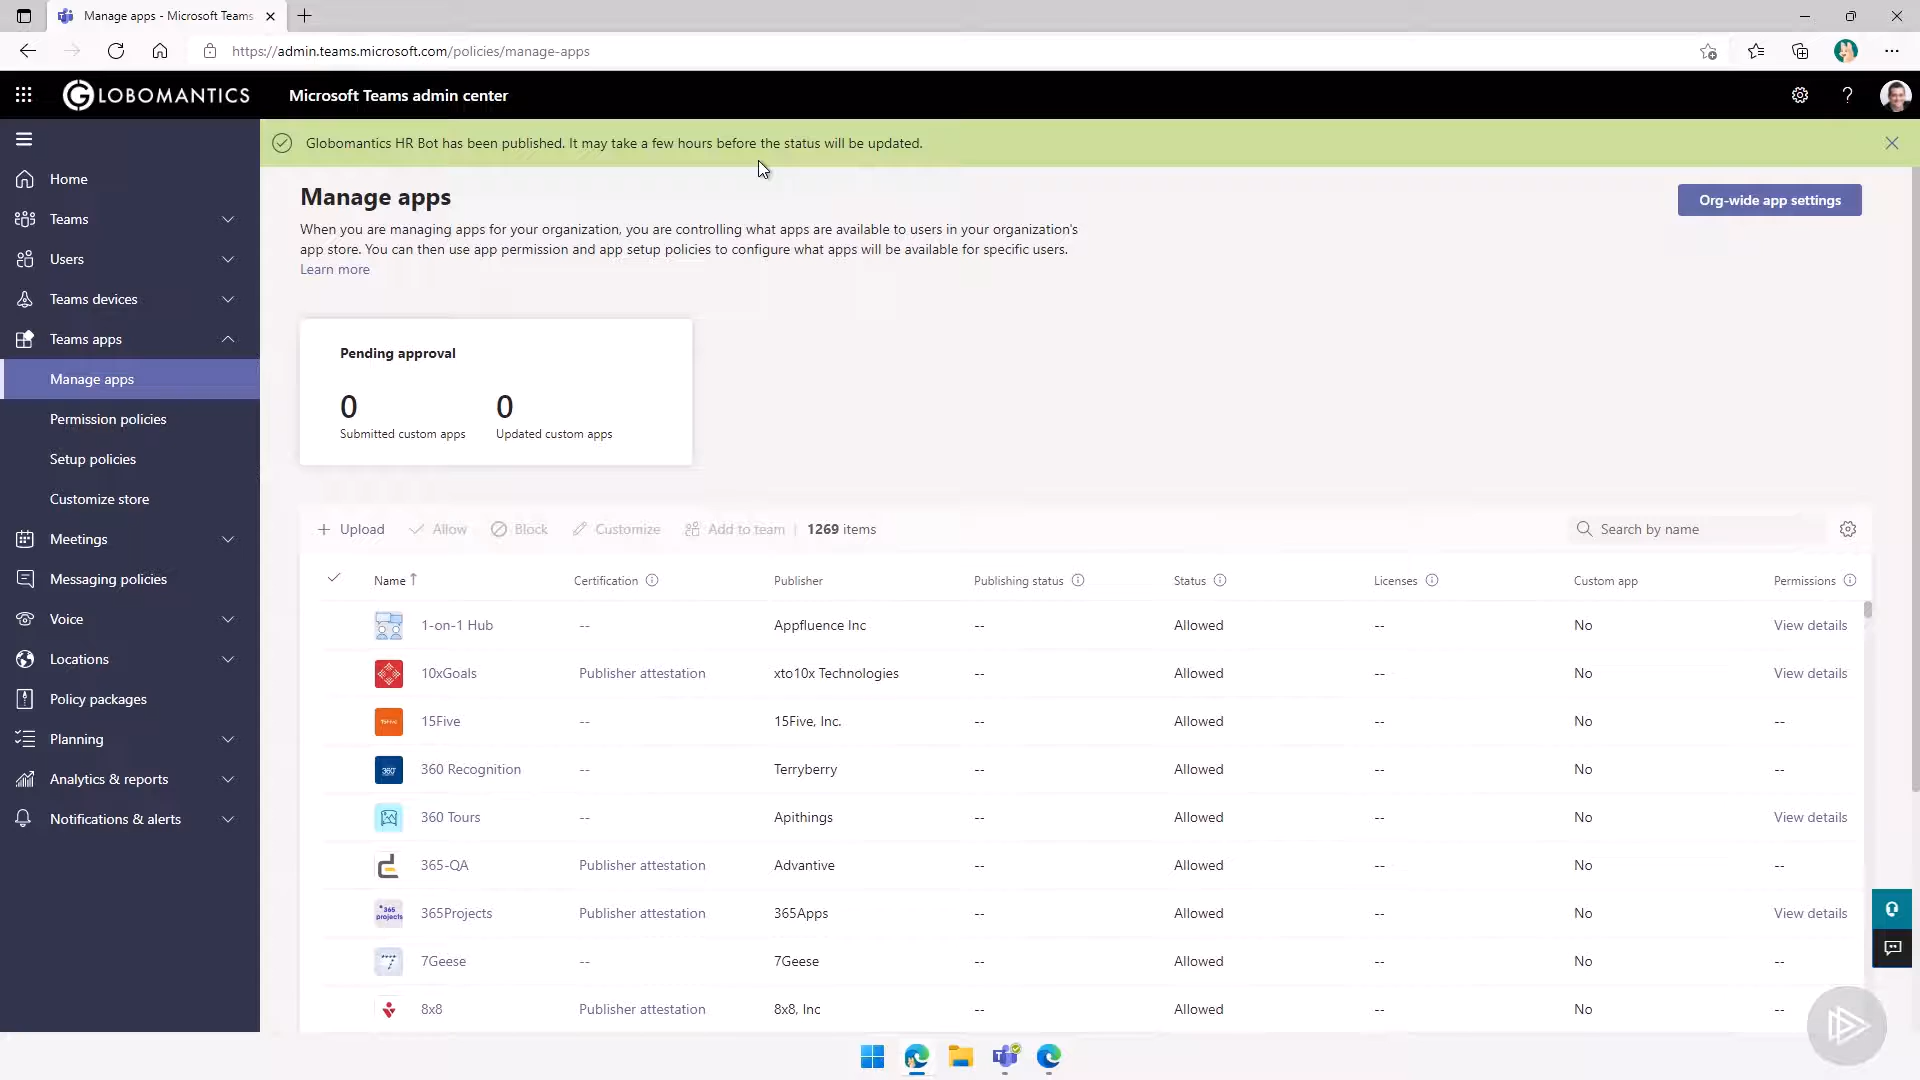 Manage apps - Microsoft Teams
https://admin.teams.microsoft.com/policies/manage-apps
GLOBOMANTICS
Microsoft Teams admin center
Globomantics HR Bot has been published. It may take a few hours before the status will be updated.
Home
Teams
Users
Teams devices
Teams apps
Manage apps
Permission policies
Setup policies
Customize store
Meetings
Messaging policies
Voice
Locations
Policy packages
Planning
Analytics & reports
Notifications & alerts
Manage apps
Org-wide app settings
When you are managing apps for your organization, you are controlling what apps are available to users in your organization's
app store. You can then use app permission and app setup policies to configure what apps will be available for specific users.
Learn more
Pending approval
0 0
Submitted custom apps Updated custom apps
Upload Allow Block Customize Add to team | 1269 items Search by name
Name ↑ Certification Publisher Publishing status Status Licenses Custom app Permissions
1-on-1 Hub -- Appfluence Inc -- Allowed -- No View details
10xGoals Publisher attestation xto10x Technologies -- Allowed -- No View details
15Five -- 15Five, Inc. -- Allowed -- No --
360 Recognition -- Terryberry -- Allowed -- No --
360 Tours -- Apithings -- Allowed -- No View details
365-QA Publisher attestation Advantive -- Allowed -- No --
365 projects 365Projects Publisher attestation 365Apps -- Allowed -- No View details
7Geese -- 7Geese -- Allowed -- No --
8x8 Publisher attestation 8x8, Inc -- Allowed -- No --